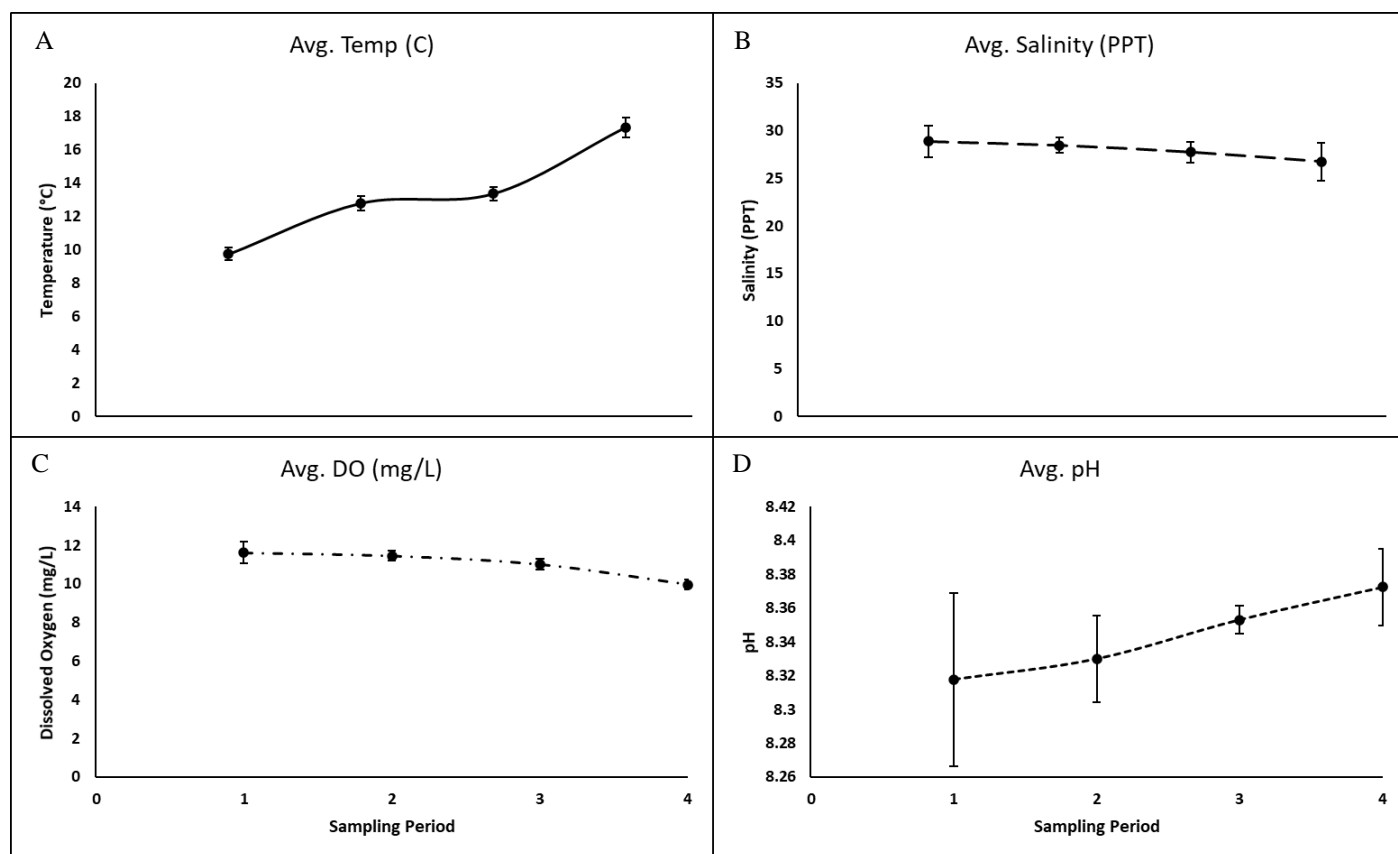 A
Avg. Temp (C)
Temperature (°C)
20
18
16
14
12
10
8
6
4
2
0
B
Avg. Salinity (PPT)
Salinity (PPT)
35
30
25
20
15
10
5
0
C
Avg. DO (mg/L)
Dissolved Oxygen (mg/L)
14
12
10
8
6
4
2
0
0 1 2 3 4
Sampling Period
D
Avg. pH
pH
8.42
8.4
8.38
8.36
8.34
8.32
8.3
8.28
8.26
0 1 2 3 4
Sampling Period